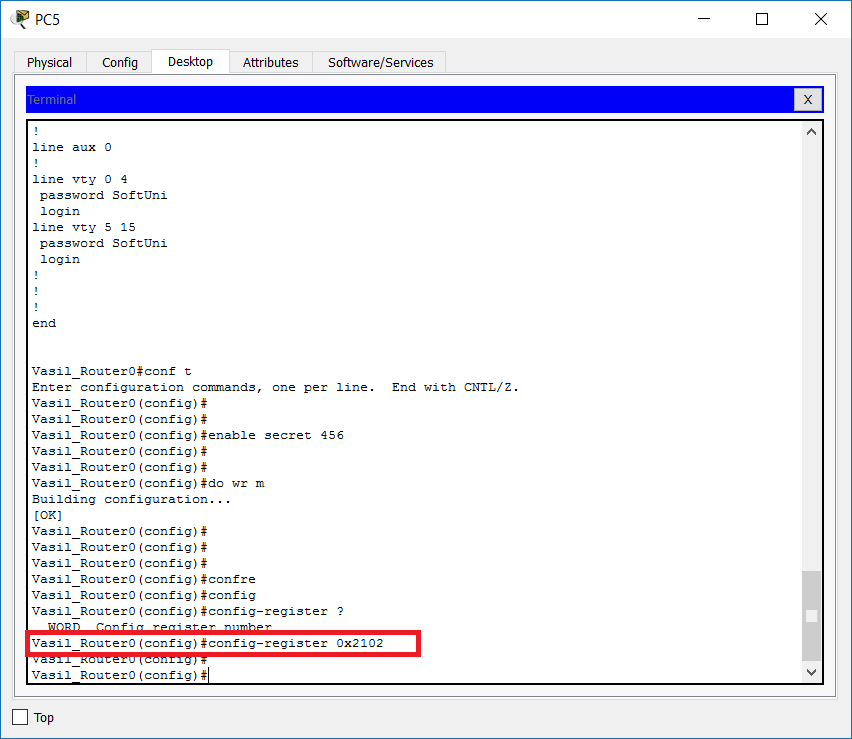 PC5
Physical Config Desktop Attributes Software/Services
Terminal X
!
line aux 0
!
line vty 0 4
 password SoftUni
 login
line vty 5 15
 password SoftUni
 login
!
!
!
end
Vasil_Router0#conf t
Enter configuration commands, one per line.  End with CNTL/Z.
Vasil_Router0(config)#
Vasil_Router0(config)#
Vasil_Router0(config)#enable secret 456
Vasil_Router0(config)#
Vasil_Router0(config)#
Vasil_Router0(config)#do wr m
Building configuration...
[OK]
Vasil_Router0(config)#
Vasil_Router0(config)#
Vasil_Router0(config)#
Vasil_Router0(config)#confre
Vasil_Router0(config)#config
Vasil_Router0(config)#config-register ?
  WORD  Config register number
Vasil_Router0(config)#config-register 0x2102
Vasil_Router0(config)#
Vasil_Router0(config)#
Top